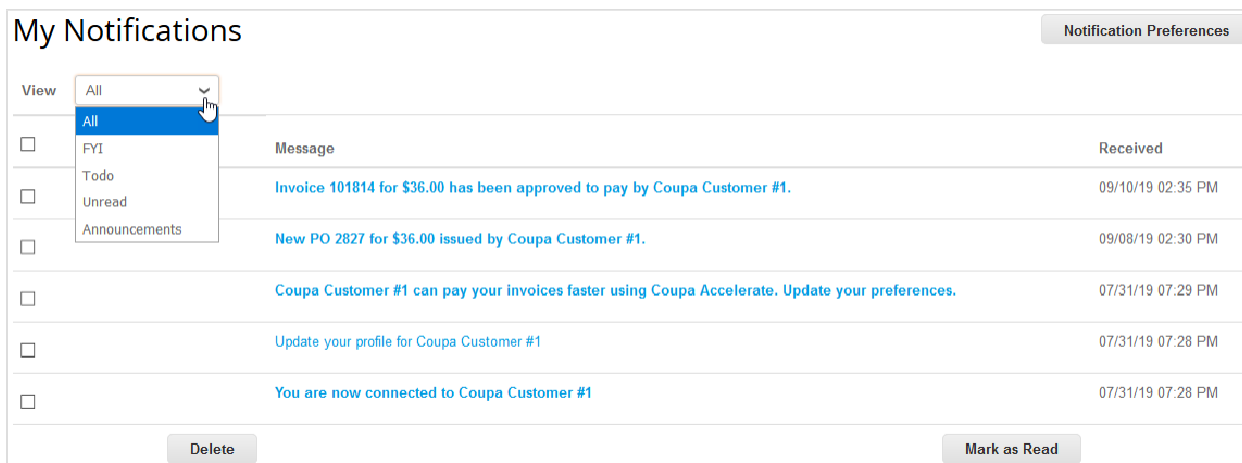 My Notifications
Notification Preferences
View All
All
FYI
Todo
Unread
Announcements
Message Received
Invoice 101814 for $36.00 has been approved to pay by Coupa Customer #1. 09/10/19 02:35 PM
New PO 2827 for $36.00 issued by Coupa Customer #1. 09/08/19 02:30 PM
Coupa Customer #1 can pay your invoices faster using Coupa Accelerate. Update your preferences. 07/31/19 07:29 PM
Update your profile for Coupa Customer #1 07/31/19 07:28 PM
You are now connected to Coupa Customer #1 07/31/19 07:28 PM
Delete Mark as Read